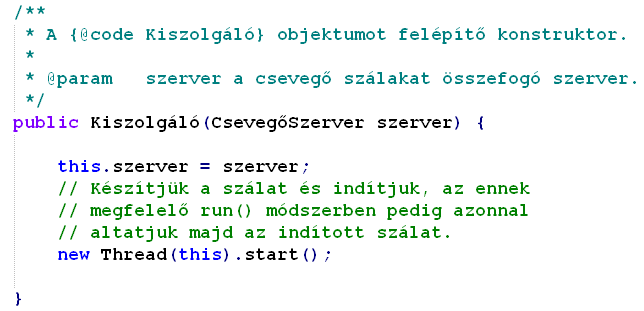 /**
 * A {@code Kiszolgáló} objektumot felépítő konstruktor.
 *
 * @param   szerver a csevegő szálakat összefogó szerver.
 */
public Kiszolgáló(CsevegőSzerver szerver) {
    this.szerver = szerver;
    // Készítjük a szálat és indítjuk, az ennek
    // megfelelő run() módszerben pedig azonnal
    // altatjuk majd az indított szálat.
    new Thread(this).start();
}